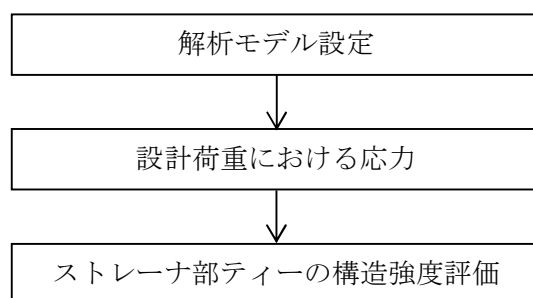 解析モデル設定
設計荷重における応力
ストレーナ部ティーの構造強度評価